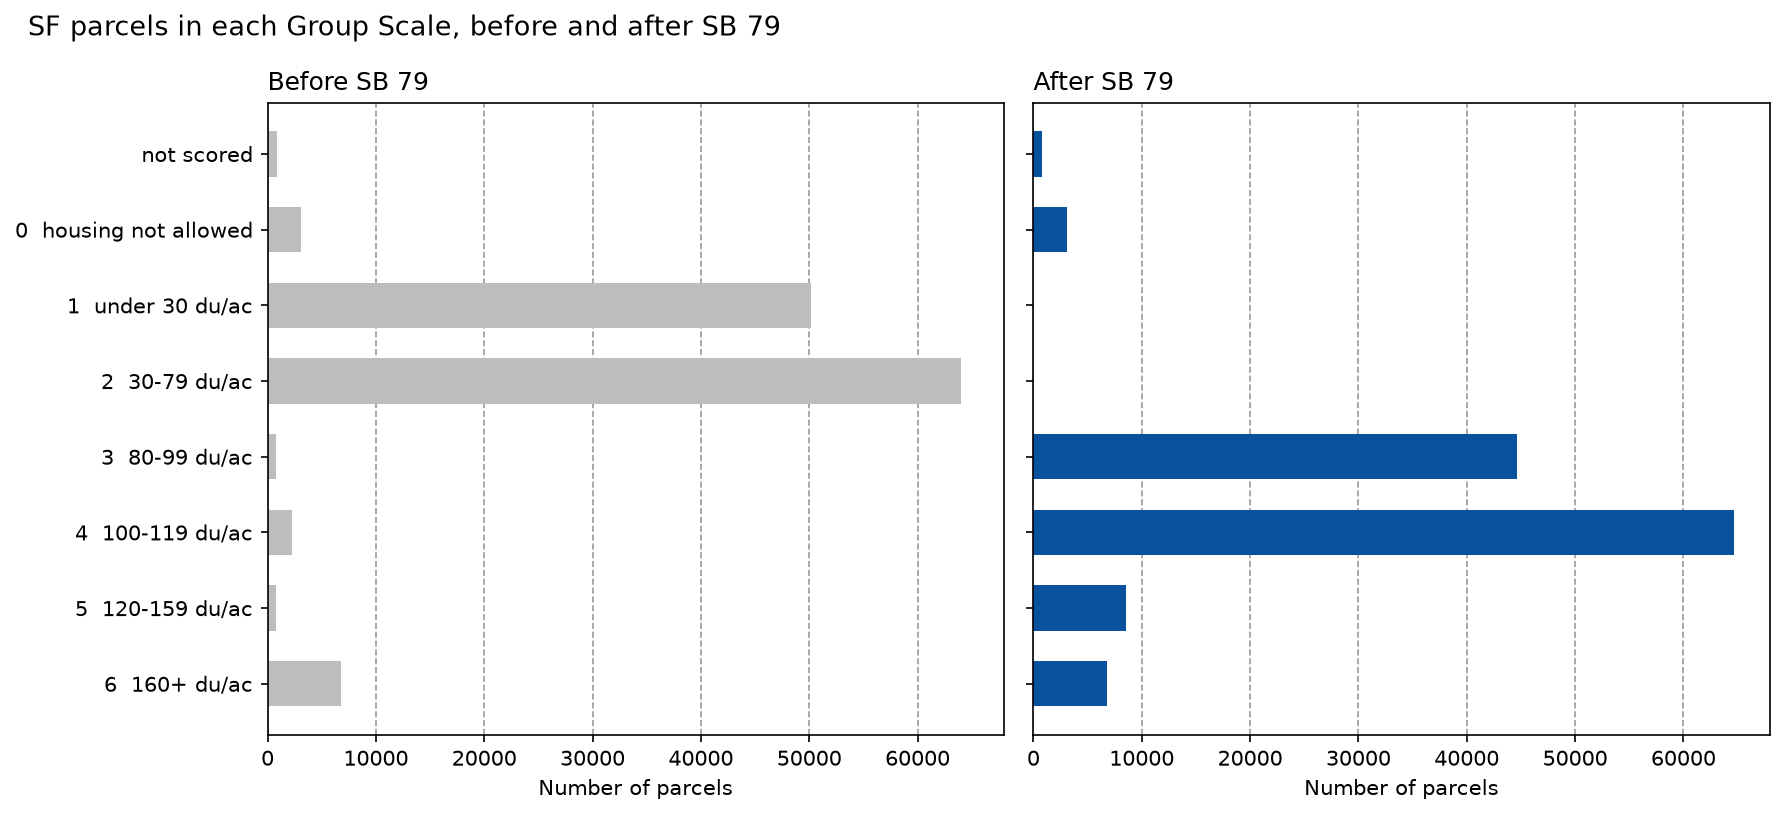 SF parcels in each Group Scale, before and after SB 79
Before SB 79
After SB 79
not scored
0  housing not allowed
1  under 30 du/ac
2  30-79 du/ac
3  80-99 du/ac
4  100-119 du/ac
5  120-159 du/ac
6  160+ du/ac
0 10000 20000 30000 40000 50000 60000
Number of parcels
0 10000 20000 30000 40000 50000 60000
Number of parcels